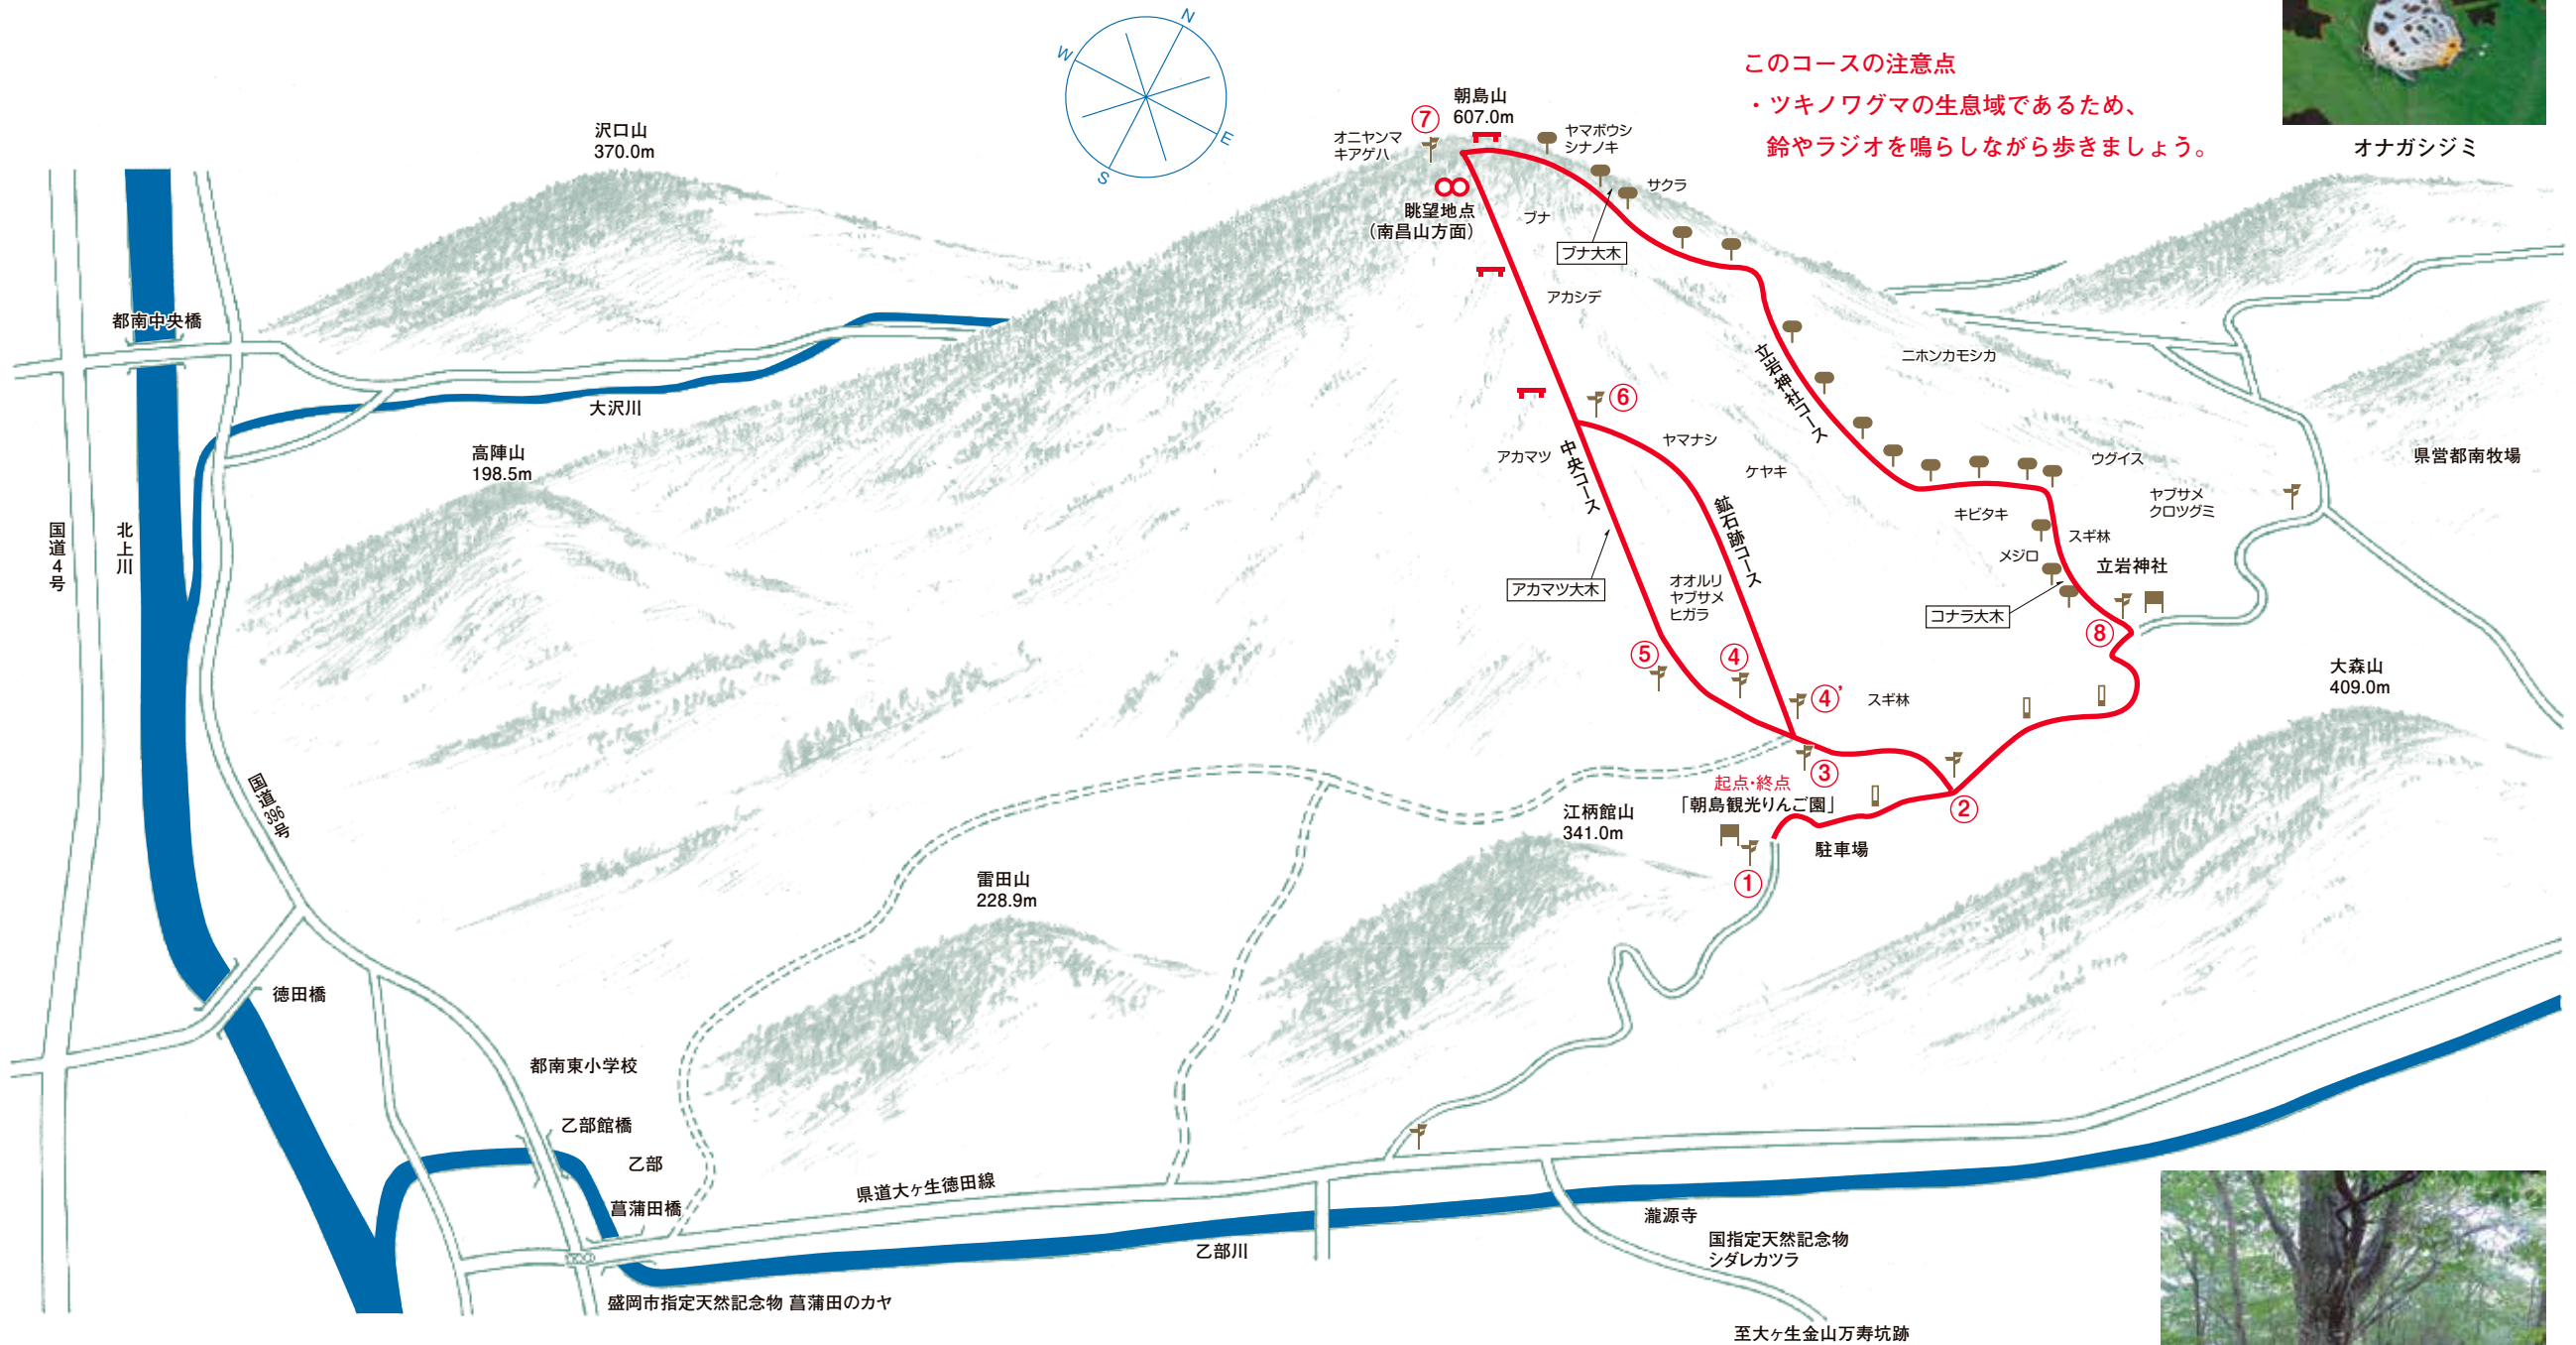 N
W
E
S
このコースの注意点
・ツキノワグマの生息域であるため、
鈴やラジオを鳴らしながら歩きましょう。
オナガシジミ
沢口山
370.0m
朝島山
607.0m
⑦
オニヤンマ
キアゲハ
ヤマボウシ
シナノキ
サクラ
眺望地点
(南昌山方面)
ブナ
ブナ大木
アカシデ
都南中央橋
大沢川
立岩神社コース
ニホンカモシカ
⑥
ヤマナシ
ケヤキ
アカマツ
中央コース
鉱石跡コース
高陣山
198.5m
県営都南牧場
ウグイス
ヤブサメ
クロツグミ
キビタキ
スギ林
メジロ
立岩神社
コナラ大木
⑧
国道4号
北上川
アカマツ大木
オオルリ
ヤブサメ
ヒガラ
⑤
④
④'
スギ林
大森山
409.0m
③
②
起点・終点
「朝島観光りんご園」
駐車場
①
国道396号
江柄館山
341.0m
雷田山
228.9m
徳田橋
都南東小学校
乙部館橋
乙部
菖蒲田橋
県道大ヶ生徳田線
乙部川
瀧源寺
国指定天然記念物
シダレカツラ
盛岡市指定天然記念物 菖蒲田のカヤ
至大ヶ生金山万寿坑跡